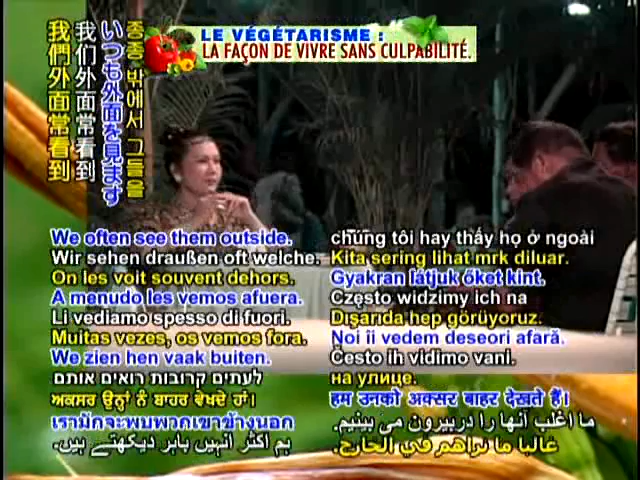 LE VÉGÉTARISME :
LA FAÇON DE VIVRE SANS CULPABILITÉ.
我們外面常看到
我们外面常看到
いつも外面を見ます
종종 밖에서 그들을
We often see them outside.
Wir sehen draußen oft welche.
On les voit souvent dehors.
A menudo les vemos afuera.
Li vediamo spesso di fuori.
Muitas vezes, os vemos fora.
We zien hen vaak buiten.
לעתים קרובות רואים אותם
ਅਕਸਰ ਉਨ੍ਹਾਂ ਨੂੰ ਬਾਹਰ ਵੇਖਦੇ ਹਾਂ।
เรามักจะพบพวกเขาข้างนอก
ہم اکثر انہیں باہر دیکھتے ہیں.
chúng tôi hay thấy họ ở ngoài
Kita sering lihat mrk diluar.
Gyakran látjuk őket kint.
Często widzimy ich na
Dışarıda hep görüyoruz.
Noi îi vedem deseori afară.
Često ih vidimo vani.
на улице.
हम उनको अक्सर बाहर देखते हैं।
ما اغلب آنها را در بیرون می بینیم.
غالبا ما نراهم في الخارج.